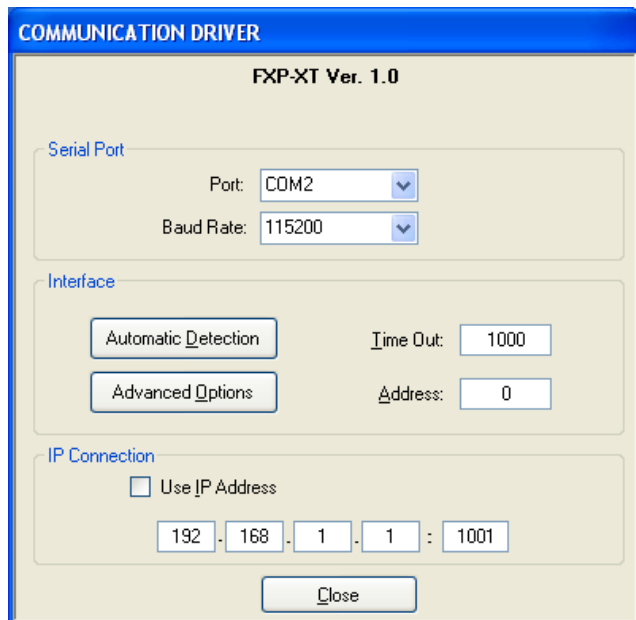 COMMUNICATION DRIVER
FXP-XT Ver. 1.0
Serial Port
Port: COM2
Baud Rate: 115200
Interface
Automatic Detection Time Out: 1000
Advanced Options Address: 0
IP Connection
Use IP Address
192 . 168 . 1 . 1 : 1001
Close